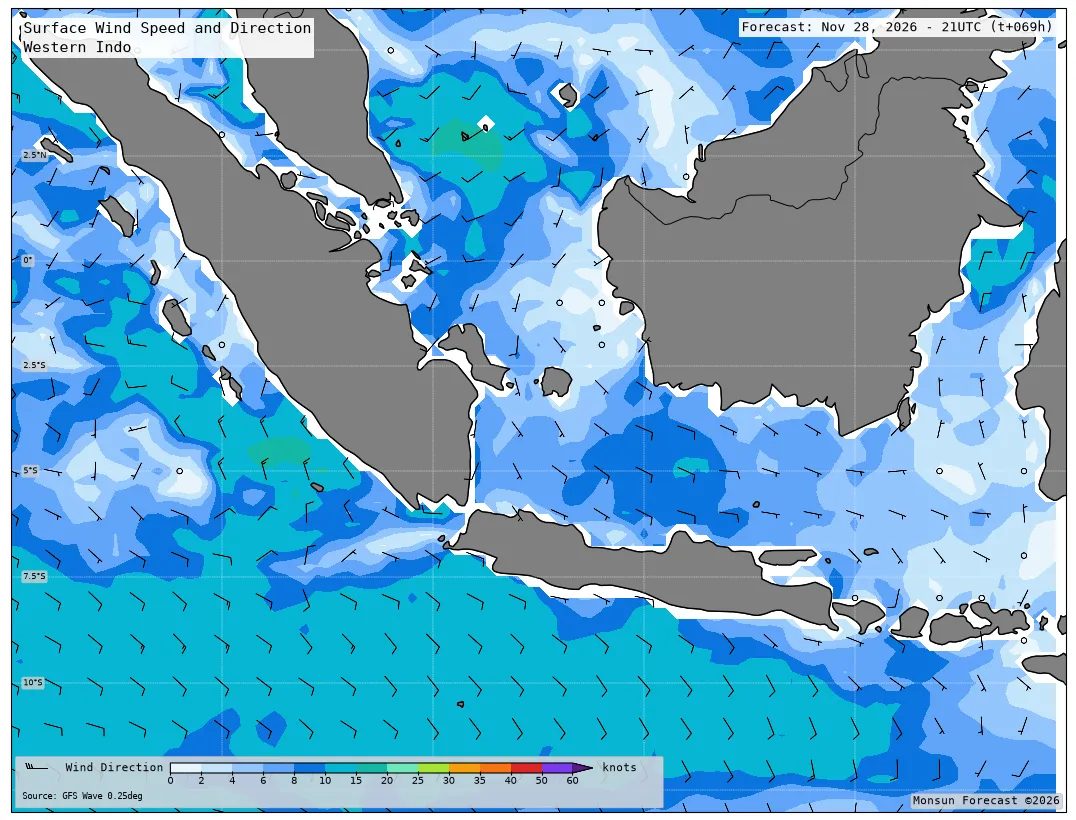 Surface Wind Speed and Direction
Western Indo
Forecast: Nov 28, 2026 - 21UTC (t+069h)
2.5°N
0°
2.5°S
5°S
7.5°S
10°S
Wind Direction
0 2 4 6 8 10 15 20 25 30 35 40 50 60
knots
Source: GFS Wave 0.25deg
Monsun Forecast ©2026